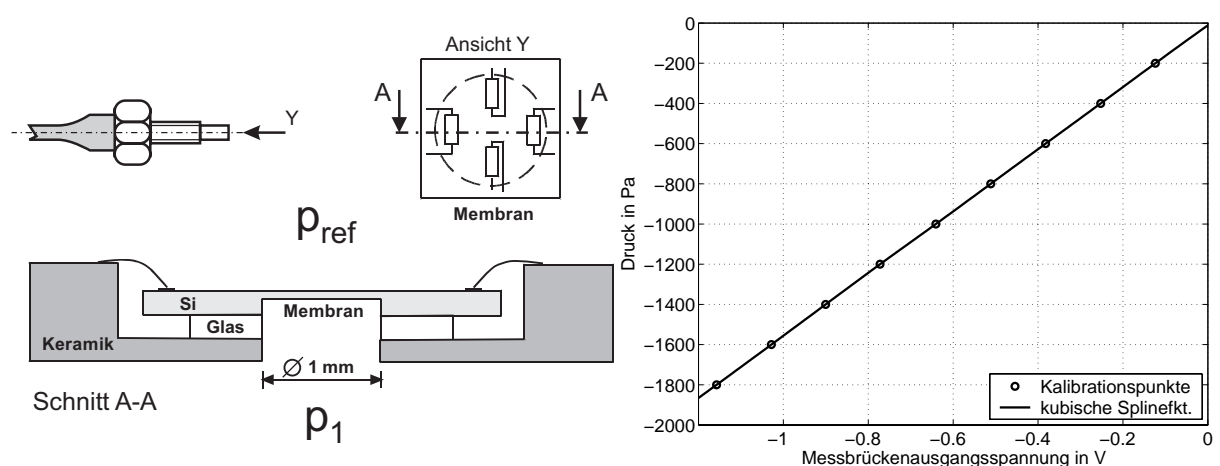 Ansicht Y
A
A
Y
Membran
p_ref
Si
Membran
Glas
Keramik
∅ 1 mm
Schnitt A-A
p_1
Druck in Pa
0
−200
−400
−600
−800
−1000
−1200
−1400
−1600
−1800
−2000
Kalibrationspunkte
kubische Splinefkt.
−1
−0.8
−0.6
−0.4
−0.2
0
Messbrückenausgangsspannung in V